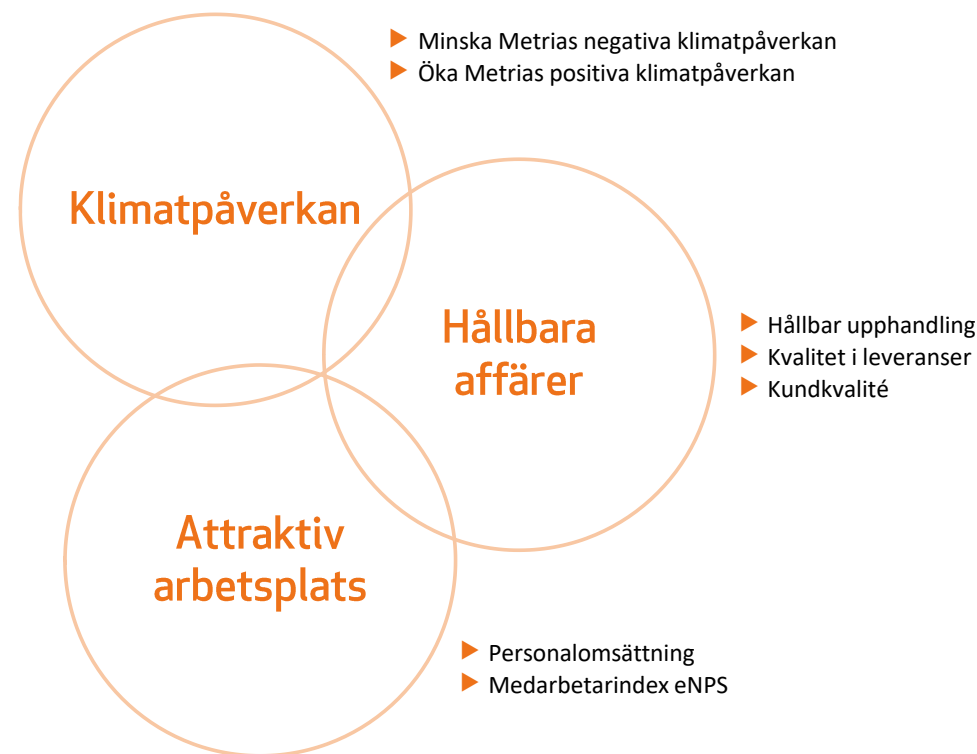 Minska Metrias negativa klimatpåverkan
Öka Metrias positiva klimatpåverkan
Klimatpåverkan
Hållbara
affärer
Hållbar upphandling
Kvalitet i leveranser
Kundkvalité
Attraktiv
arbetsplats
Personalomsättning
Medarbetarindex eNPS